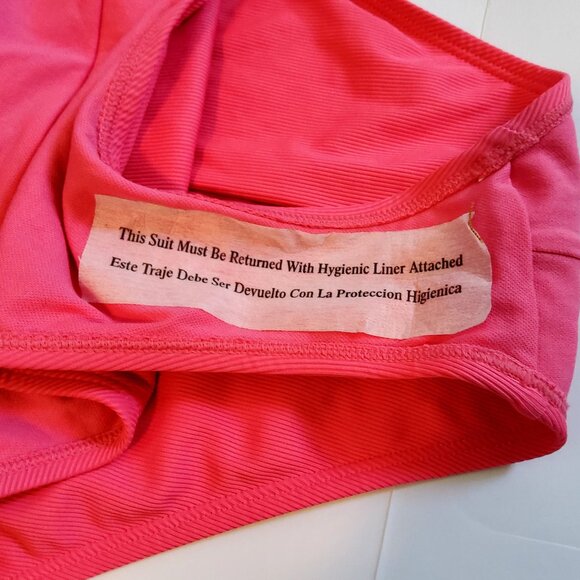 This Suit Must Be Returned With Hygienic Liner Attached
Este Traje Debe Ser Devuelto Con La Proteccion Higienica